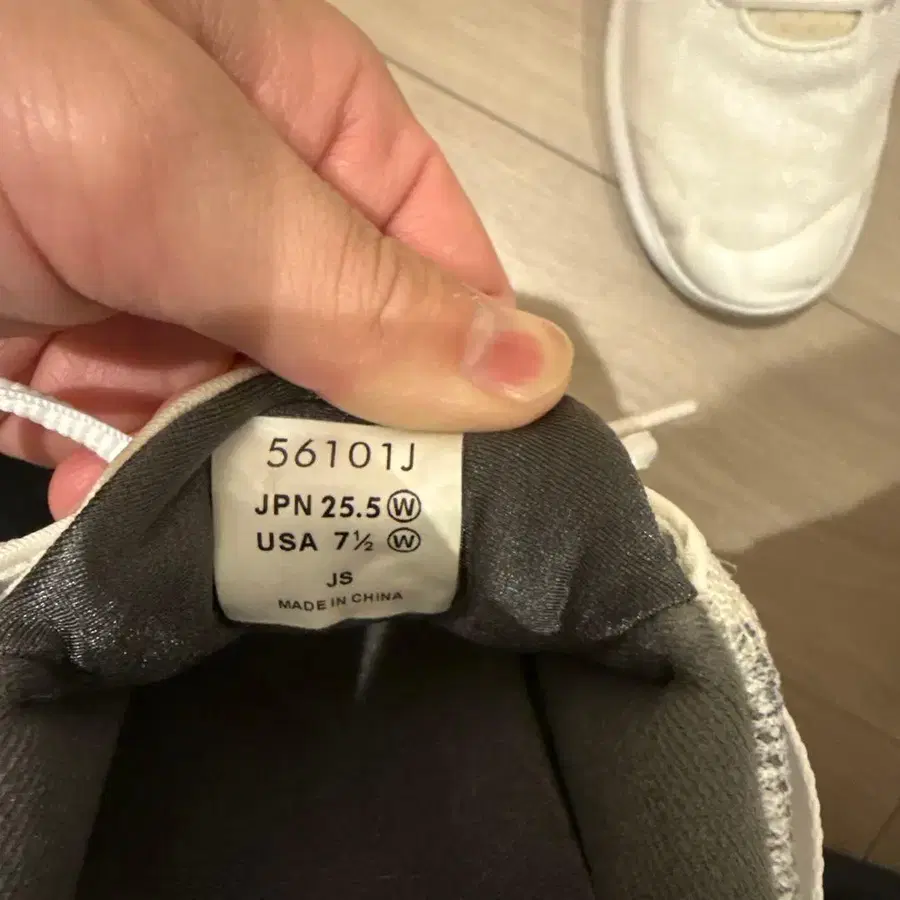 56101J
JPN 25.5 Ⓦ
USA 7½ Ⓦ
JS
MADE IN CHINA